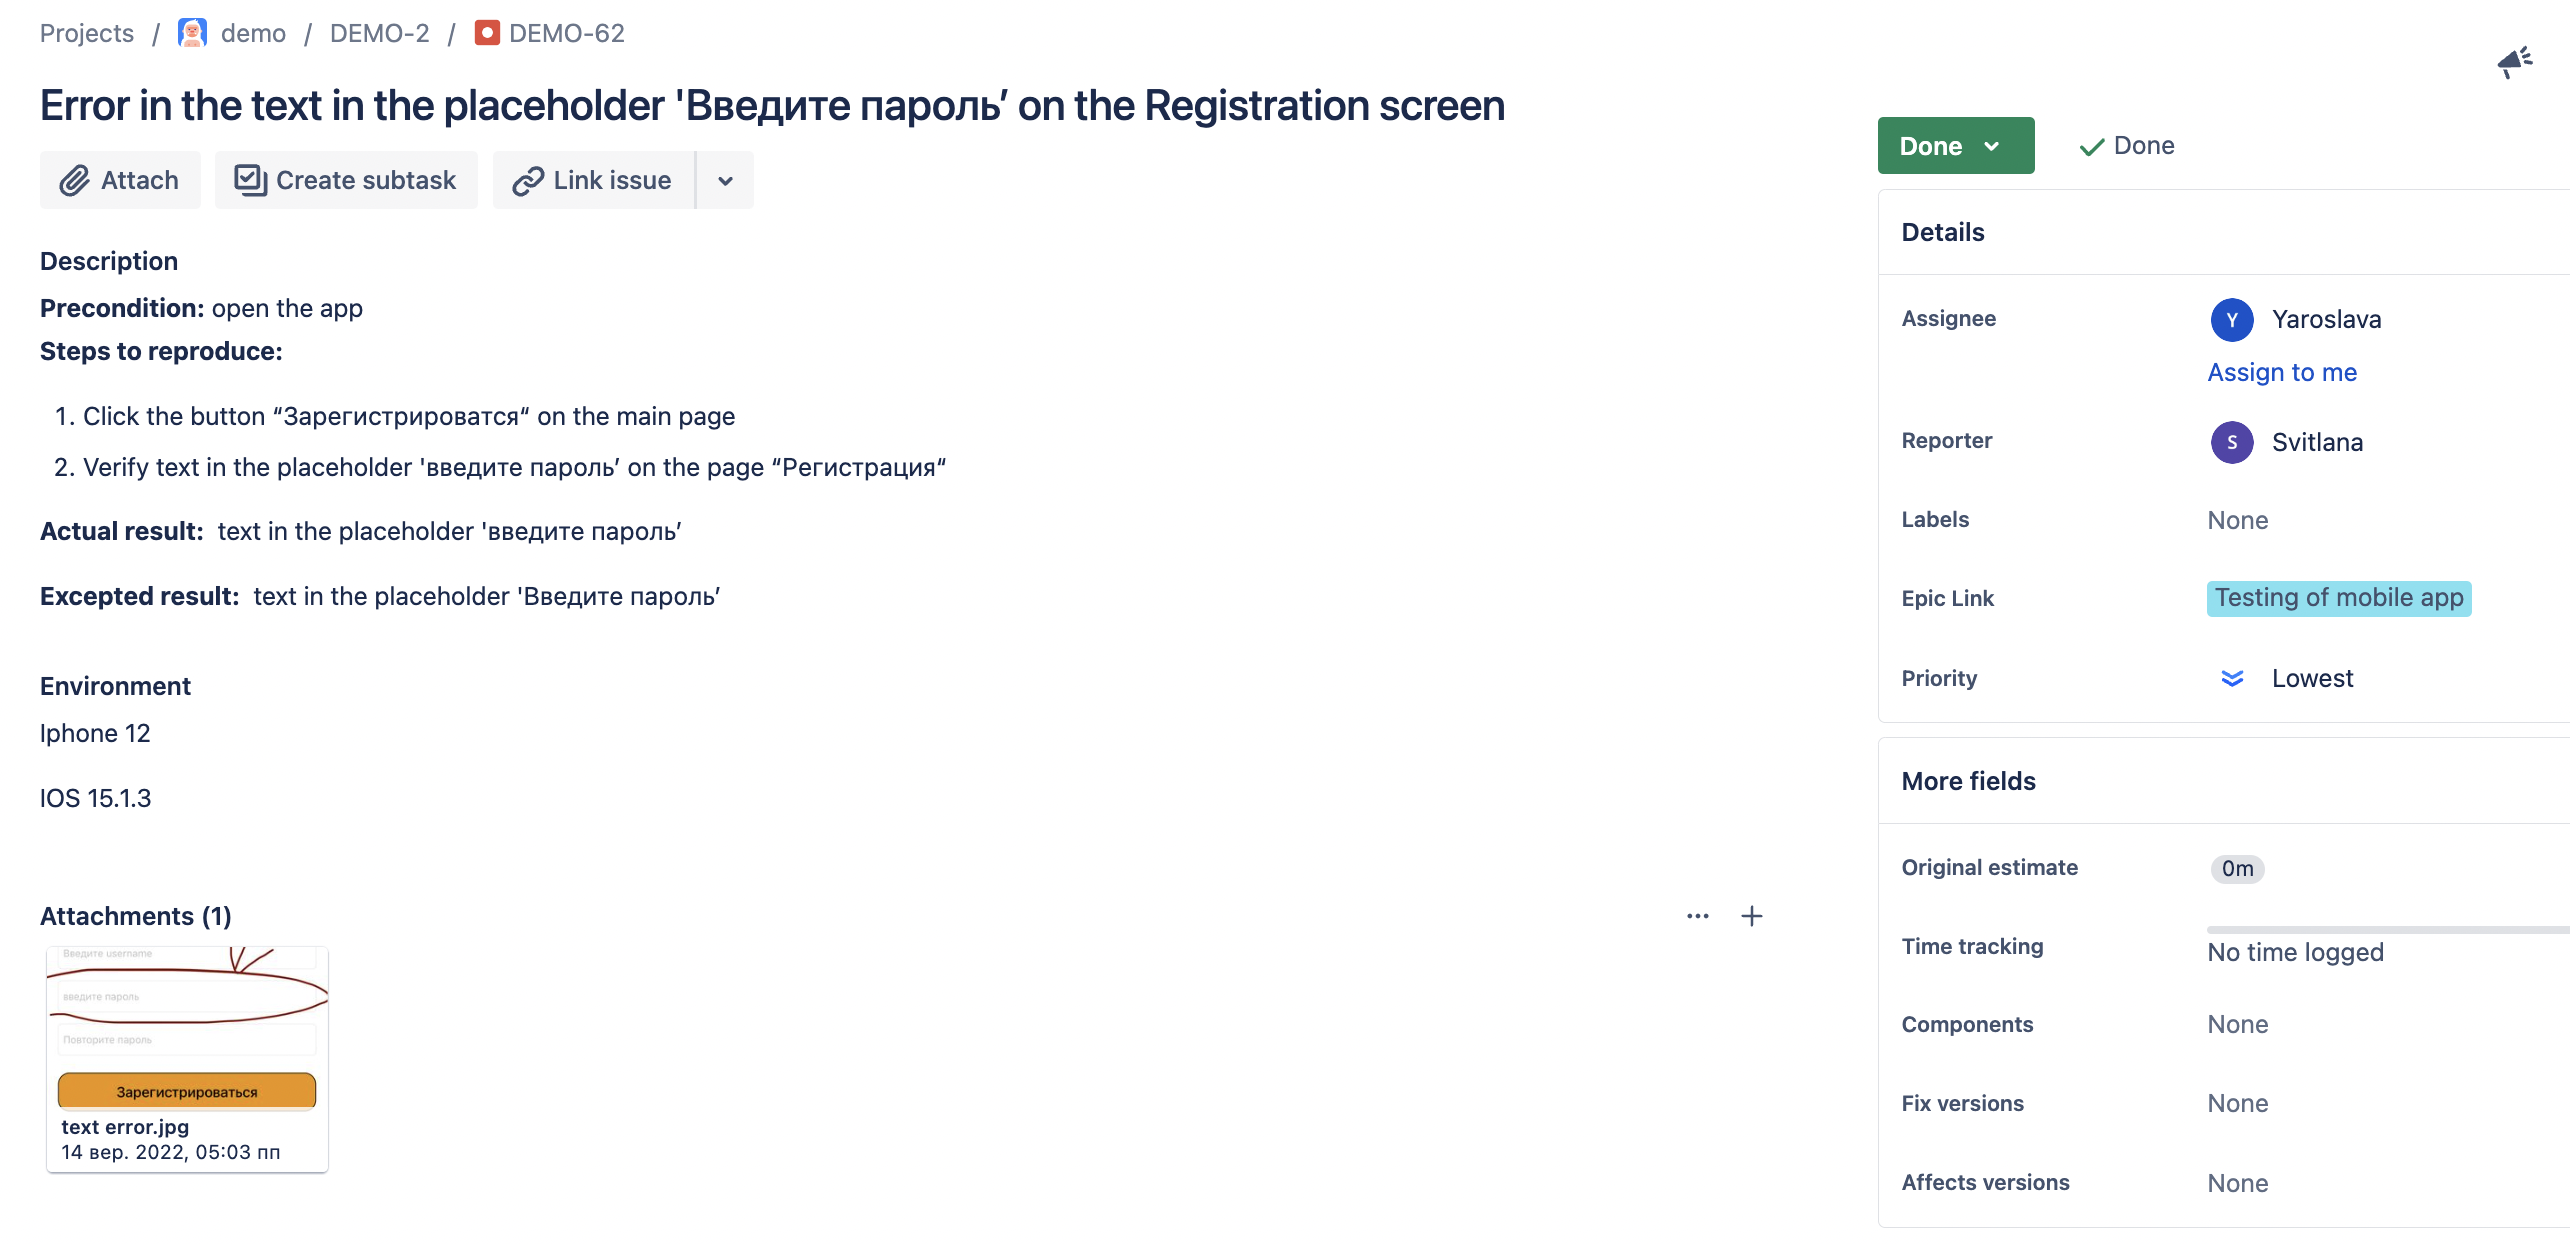 Projects / demo / DEMO-2 / DEMO-62
Error in the text in the placeholder 'Введите пароль’ on the Registration screen
Attach Create subtask Link issue
Description
Precondition: open the app
Steps to reproduce:
1. Click the button “Зарегистрироватся“ on the main page
2. Verify text in the placeholder 'введите пароль’ on the page “Регистрация“
Actual result: text in the placeholder 'введите пароль’
Excepted result: text in the placeholder 'Введите пароль’
Environment
Iphone 12
IOS 15.1.3
Attachments (1)
Введите username
введите пароль
Повторите пароль
Зарегистрироваться
text error.jpg
14 вер. 2022, 05:03 пп
Done Done
Details
Assignee Y Yaroslava
Assign to me
Reporter S Svitlana
Labels None
Epic Link Testing of mobile app
Priority Lowest
More fields
Original estimate 0m
Time tracking No time logged
Components None
Fix versions None
Affects versions None